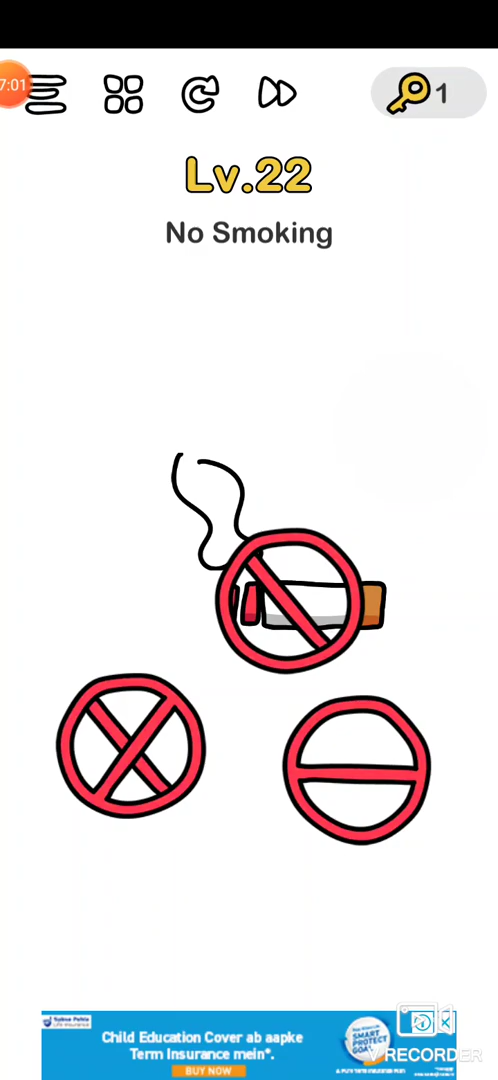 7:01
1
Lv.22
No Smoking
Child Education Cover ab aapke
Term Insurance mein*.
BUY NOW
SMART
PROTECT
GOAL
RECORDER